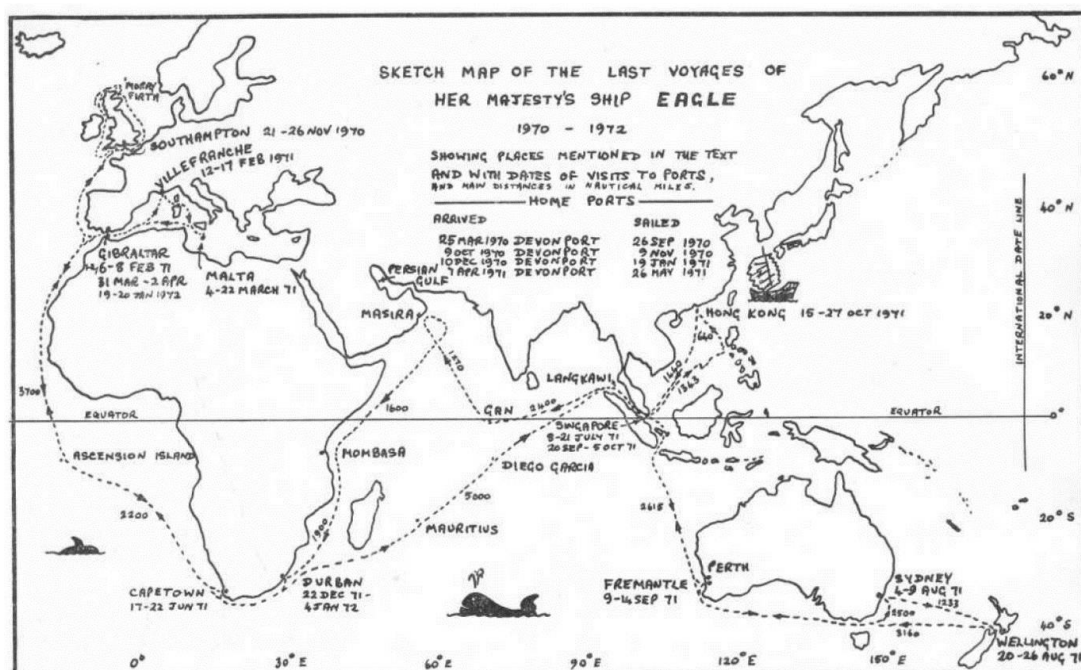 SKETCH MAP OF THE LAST VOYAGES OF
HER MAJESTY'S SHIP EAGLE
1970 - 1972
SHOWING PLACES MENTIONED IN THE TEXT
AND WITH DATES OF VISITS TO PORTS,
AND MAIN DISTANCES IN NAUTICAL MILES.
HOME PORTS
ARRIVED SAILED
25 MAR 1970 DEVONPORT 26 SEP 1970
9 OCT 1970 DEVONPORT 9 NOV 1970
10 DEC 1970 DEVONPORT 19 JAN 1971
7 APR 1971 DEVONPORT 26 MAY 1971
MORAY
FIRTH
SOUTHAMPTON 21-26 NOV 1970
VILLEFRANCHE
12-17 FEB 1971
GIBRALTAR
6-8 FEB 71
31 MAR - 2 APR
19-20 JAN 1972
MALTA
4-22 MARCH 71
PERSIAN
GULF
MASIRA
HONG KONG 15-27 OCT 1971
640
1440
1363
1570
LANGKAWI
2400
GAN
3700
1600
EQUATOR
EQUATOR
SINGAPORE
8-21 JULY 71
20 SEP - 5 OCT 71
ASCENSION ISLAND
MOMBASA
DIEGO GARCIA
5000
2200
1900
MAURITIUS
2615
PERTH
CAPETOWN
17-22 JUN 71
DURBAN
22 DEC 71 -
4 JAN 72
FREMANTLE
9-14 SEP 71
SYDNEY
4-9 AUG 71
1233
2500
3160
WELLINGTON
20-26 AUG 71
INTERNATIONAL DATE LINE
60°N
40°N
20°N
0°
20°S
40°S
0° 30°E 60°E 90°E 120°E 150°E